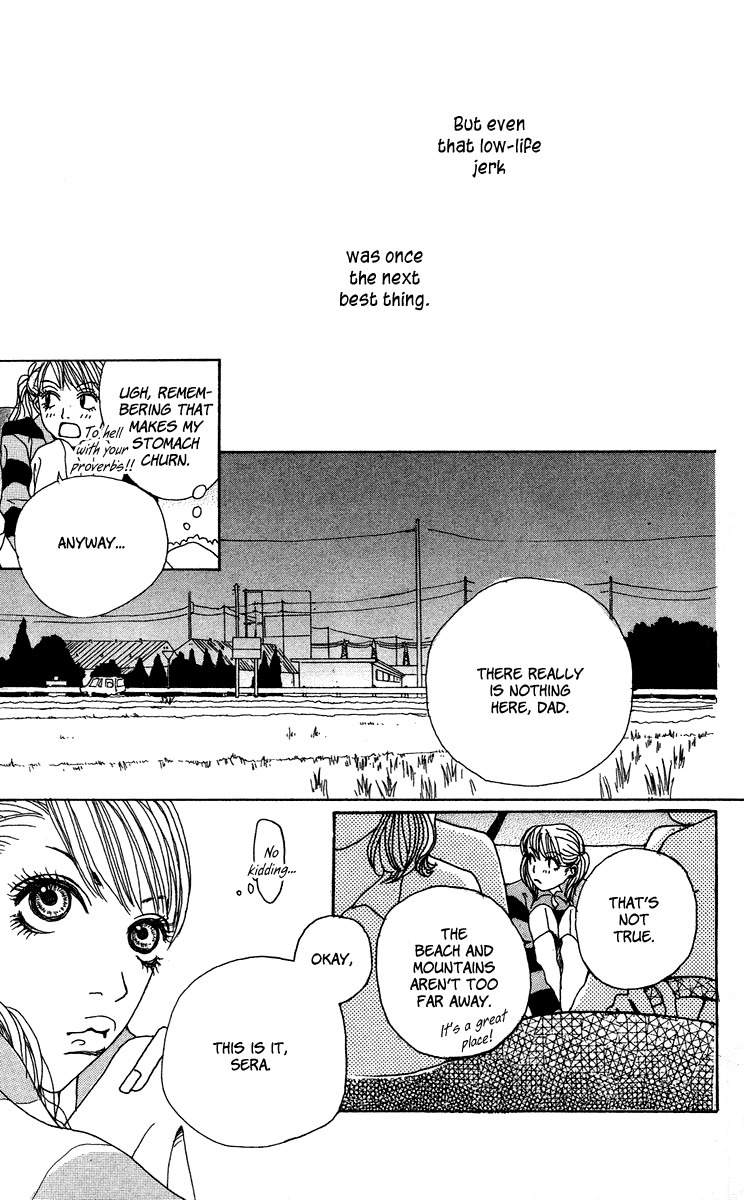 But even
that low-life
jerk
was once
the next
best thing.
UGH, REMEM-
BERING THAT
MAKES MY
STOMACH
CHURN.
To hell
with your
proverbs!!
ANYWAY...
THERE REALLY
IS NOTHING
HERE, DAD.
THAT'S
NOT
TRUE.
THE
BEACH AND
MOUNTAINS
AREN'T TOO
FAR AWAY.
It's a great
place!
No
kidding...
OKAY,
THIS IS IT,
SERA.